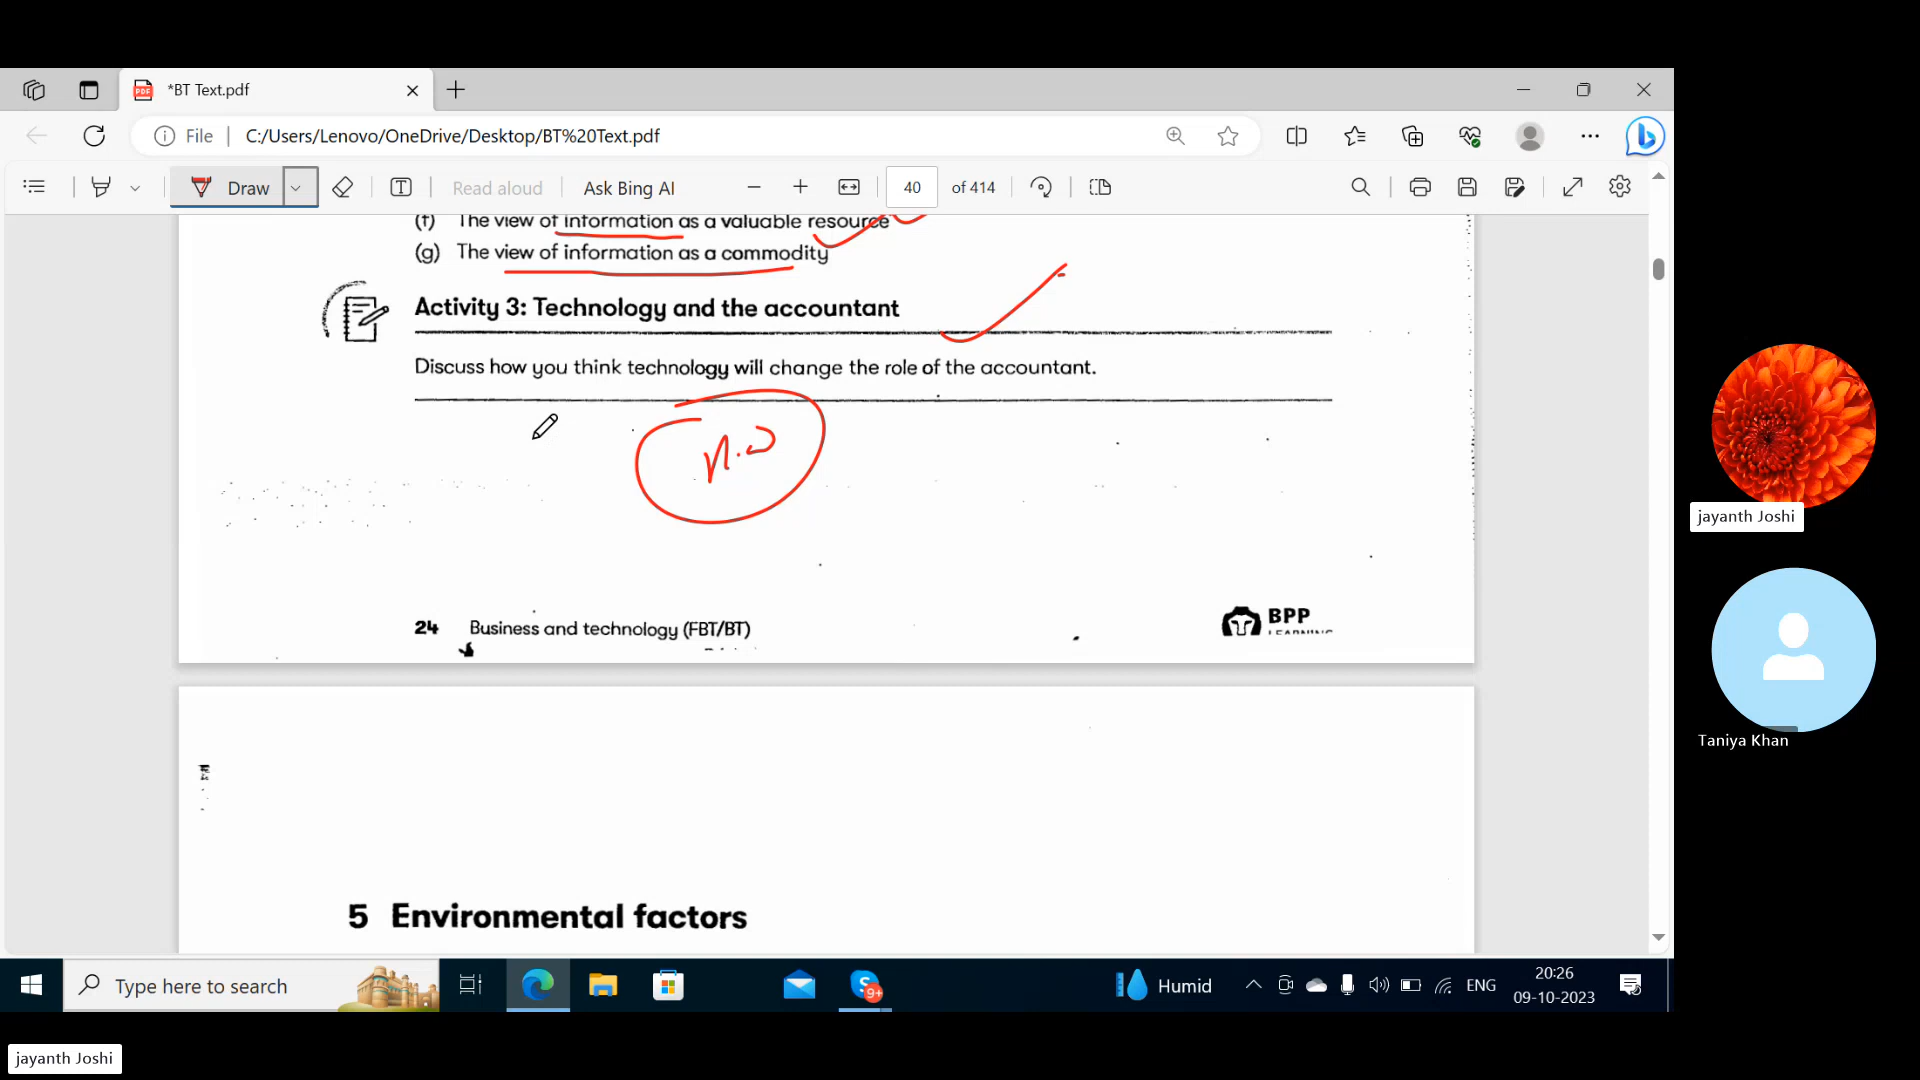 *BT Text.pdf
File
C:/Users/Lenovo/OneDrive/Desktop/BT%20Text.pdf
Draw
Read aloud
Ask Bing AI
40
of 414
(f) The view of information as a valuable resource
(g) The view of information as a commodity
Activity 3: Technology and the accountant
Discuss how you think technology will change the role of the accountant.
24 Business and technology (FBT/BT)
BPP
LEARNING
5 Environmental factors
jayanth Joshi
Taniya Khan
Type here to search
9+
Humid
ENG
20:26
09-10-2023
jayanth Joshi